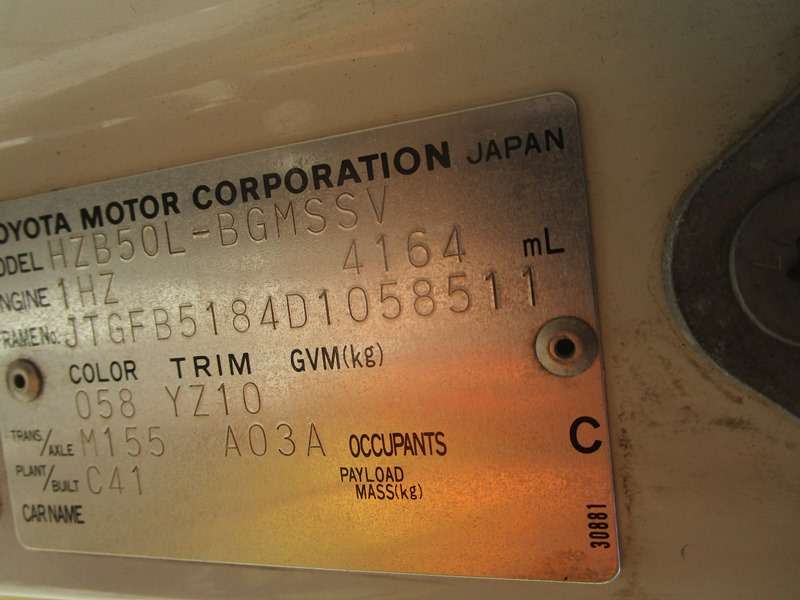 TOYOTA MOTOR CORPORATION JAPAN
MODEL HZB50L-BGMSSV
ENGINE 1HZ 4164 mL
FRAME No. JTGFB5184D1058511
COLOR TRIM GVM(kg)
058 YZ10
TRANS/AXLE M155 A03A OCCUPANTS C
PLANT/BUILT C41 PAYLOAD MASS(kg)
CAR NAME
30881